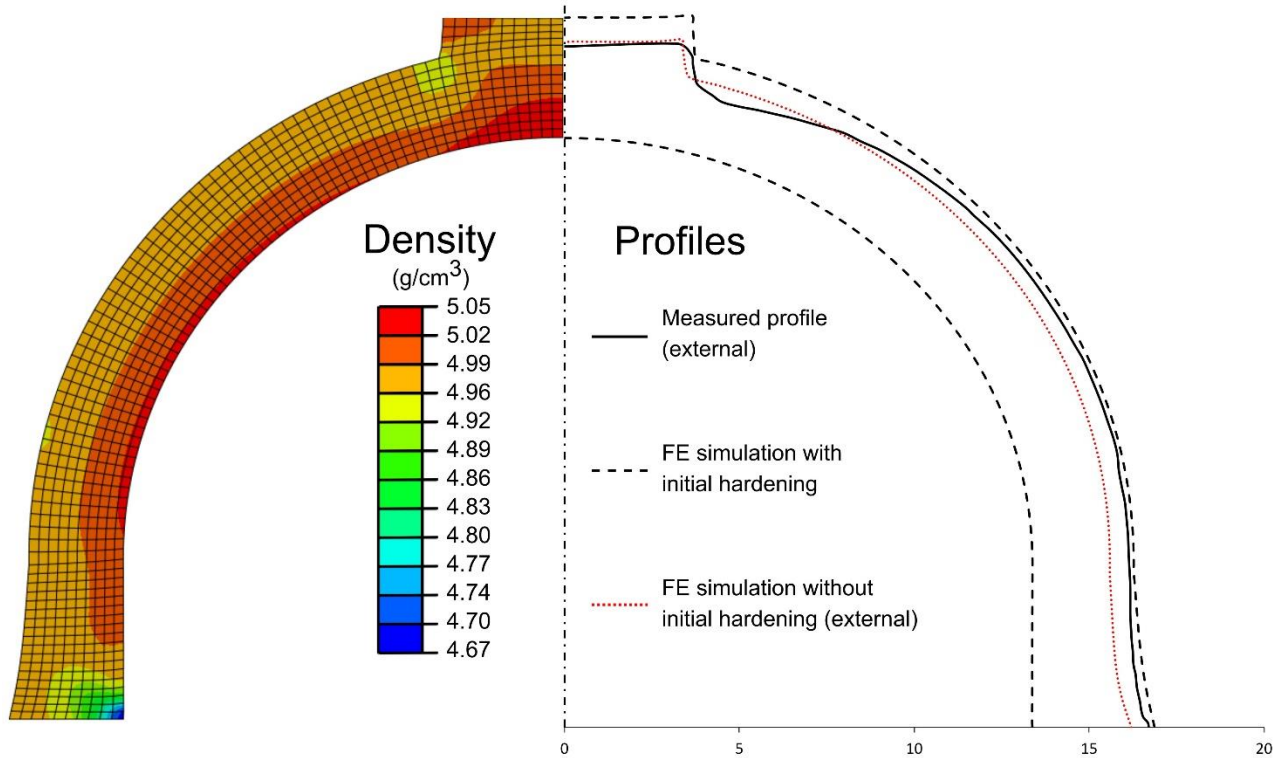 Density
(g/cm3)
5.05
5.02
4.99
4.96
4.92
4.89
4.86
4.83
4.80
4.77
4.74
4.70
4.67
Profiles
Measured profile
(external)
FE simulation with
initial hardening
FE simulation without
initial hardening (external)
0 5 10 15 20